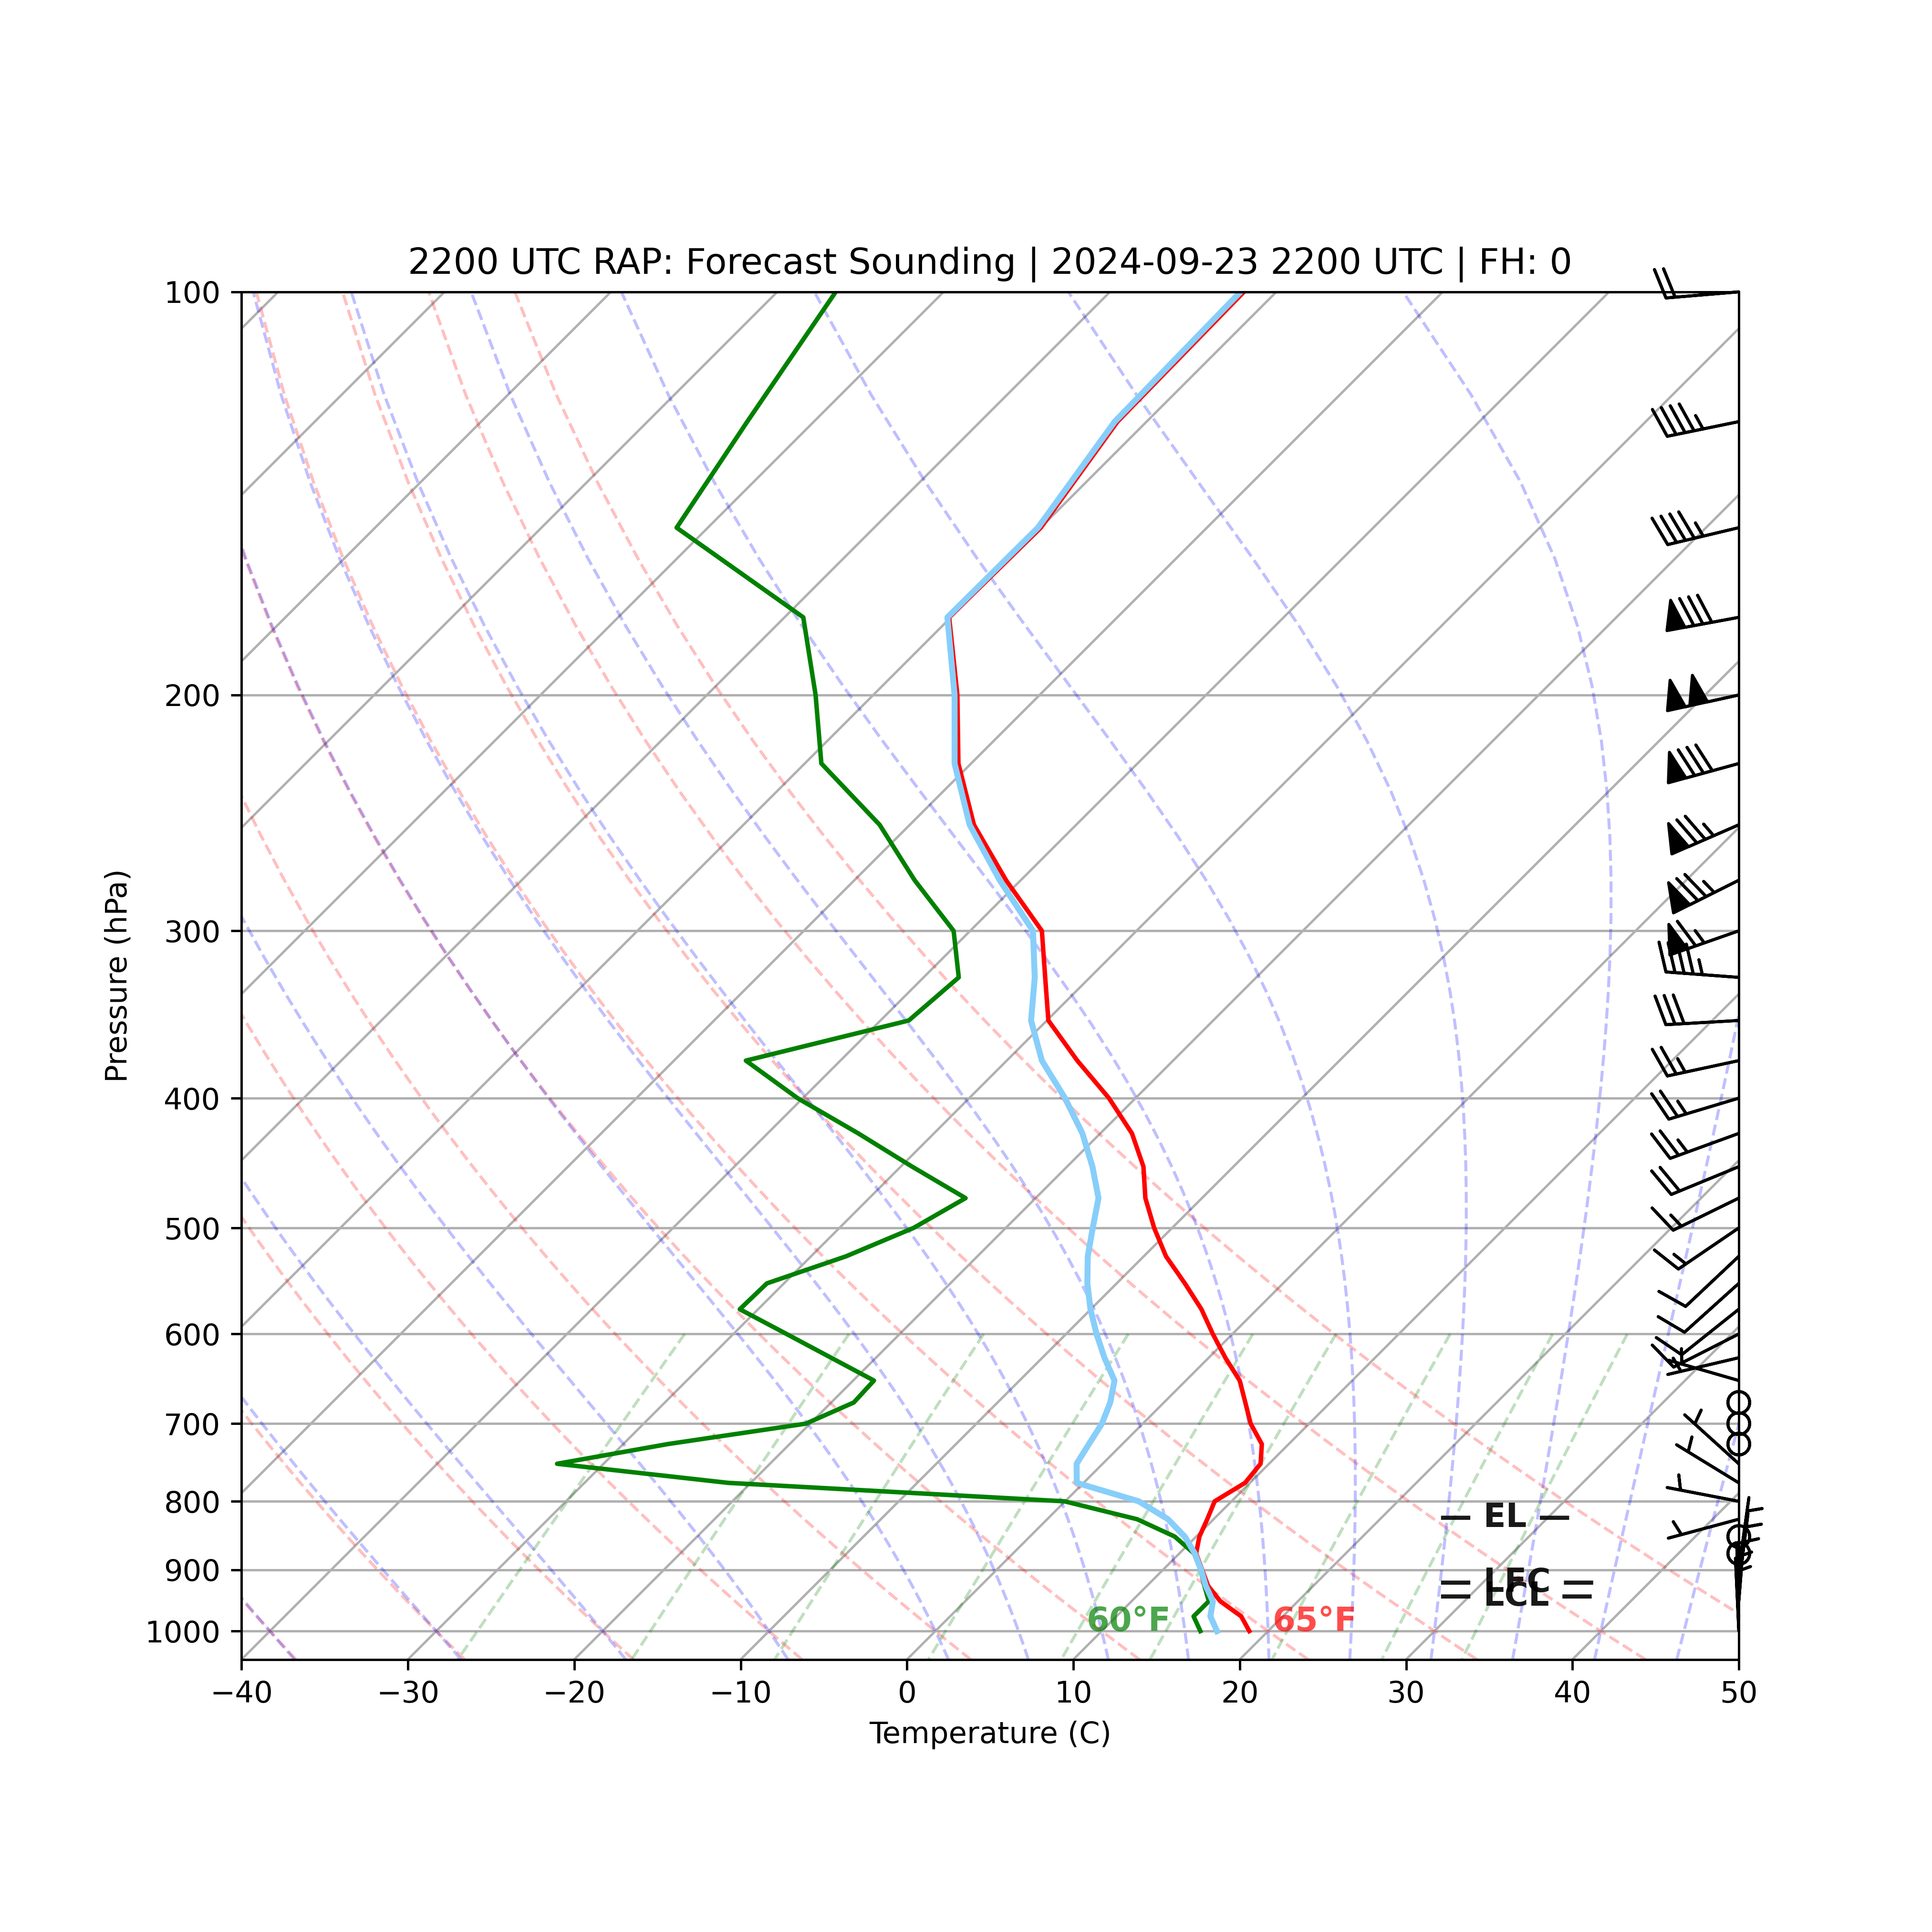 2200 UTC RAP: Forecast Sounding | 2024-09-23 2200 UTC | FH: 0
100
200
300
400
500
600
700
800
900
1000
Pressure (hPa)
— EL —
— LFC —
— LCL —
60°F
65°F
−40 −30 −20 −10 0 10 20 30 40 50
Temperature (C)